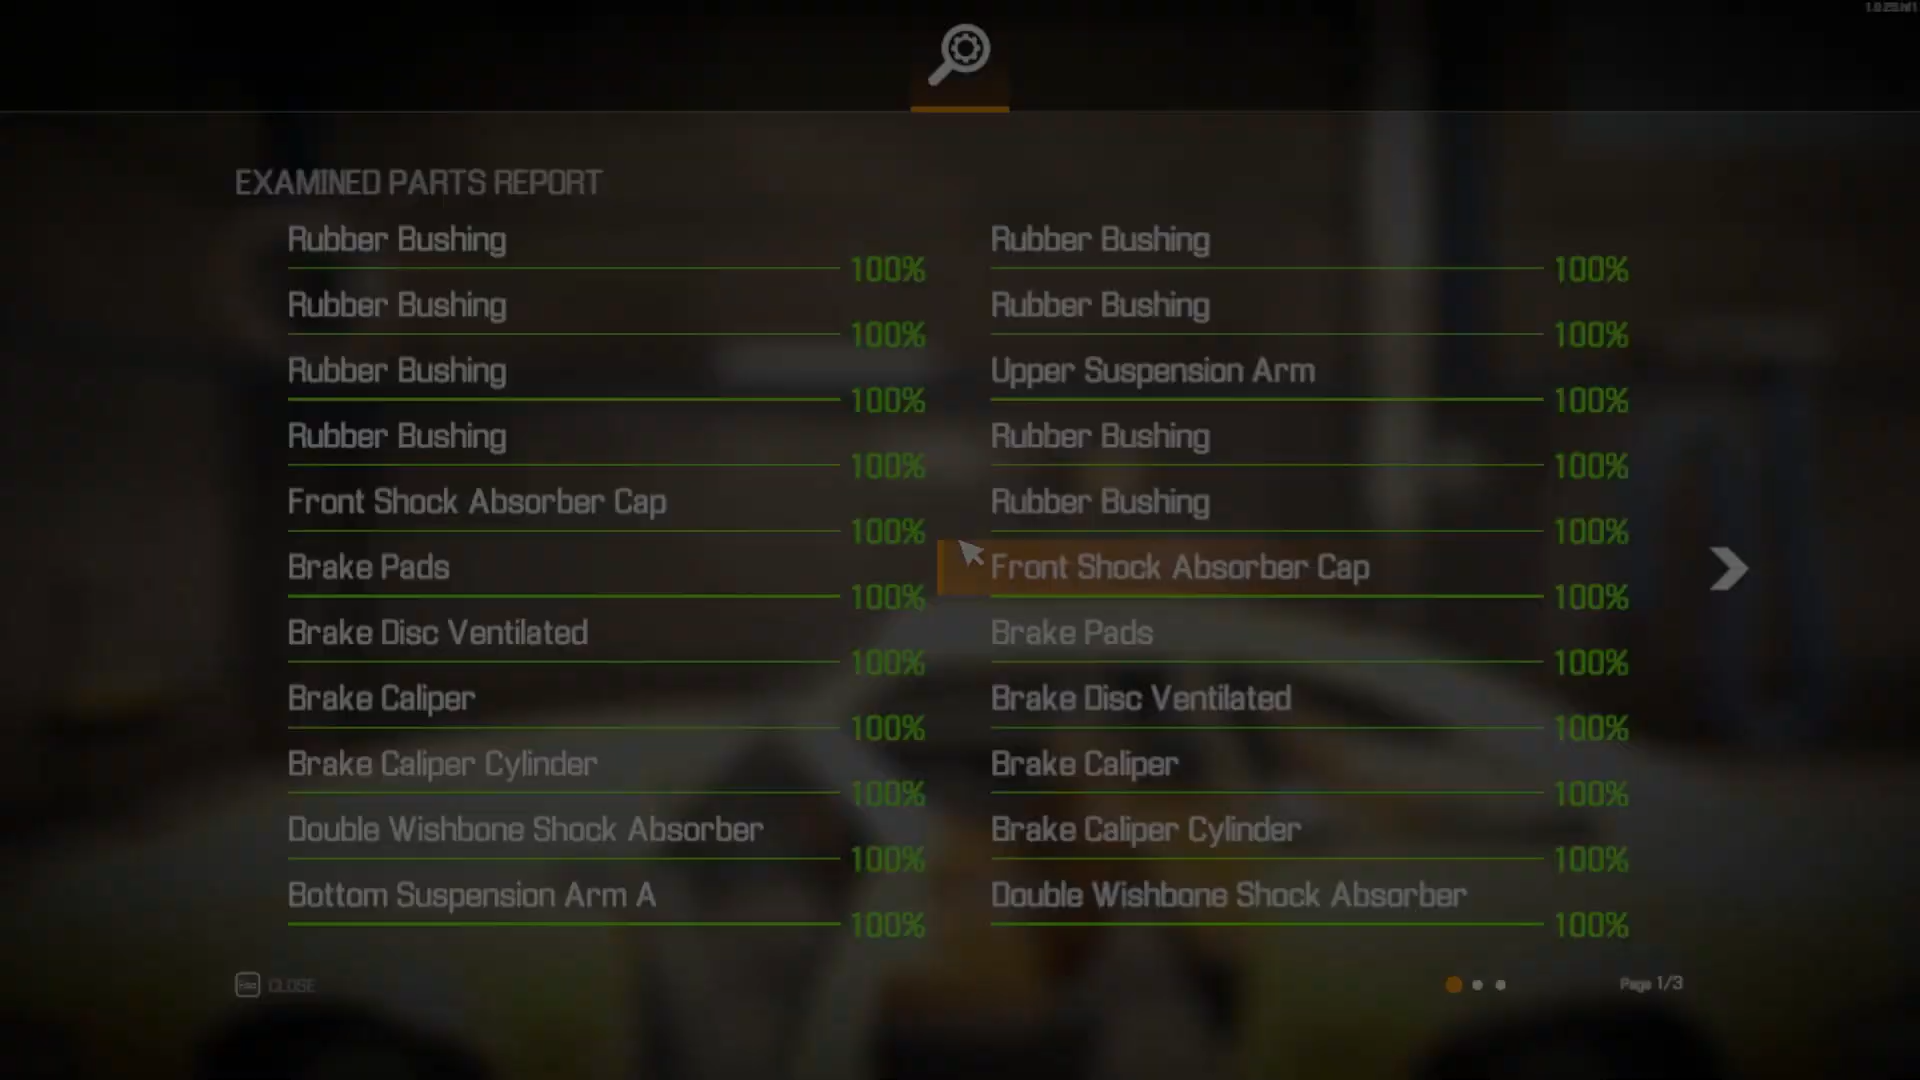 EXAMINED PARTS REPORT
Rubber Bushing
100%
Rubber Bushing
100%
Rubber Bushing
100%
Rubber Bushing
100%
Front Shock Absorber Cap
100%
Brake Pads
100%
Brake Disc Ventilated
100%
Brake Caliper
100%
Brake Caliper Cylinder
100%
Double Wishbone Shock Absorber
100%
Bottom Suspension Arm A
100%
Rubber Bushing
100%
Rubber Bushing
100%
Upper Suspension Arm
100%
Rubber Bushing
100%
Rubber Bushing
100%
Front Shock Absorber Cap
100%
Brake Pads
100%
Brake Disc Ventilated
100%
Brake Caliper
100%
Brake Caliper Cylinder
100%
Double Wishbone Shock Absorber
100%
Esc CLOSE
Page 1/3